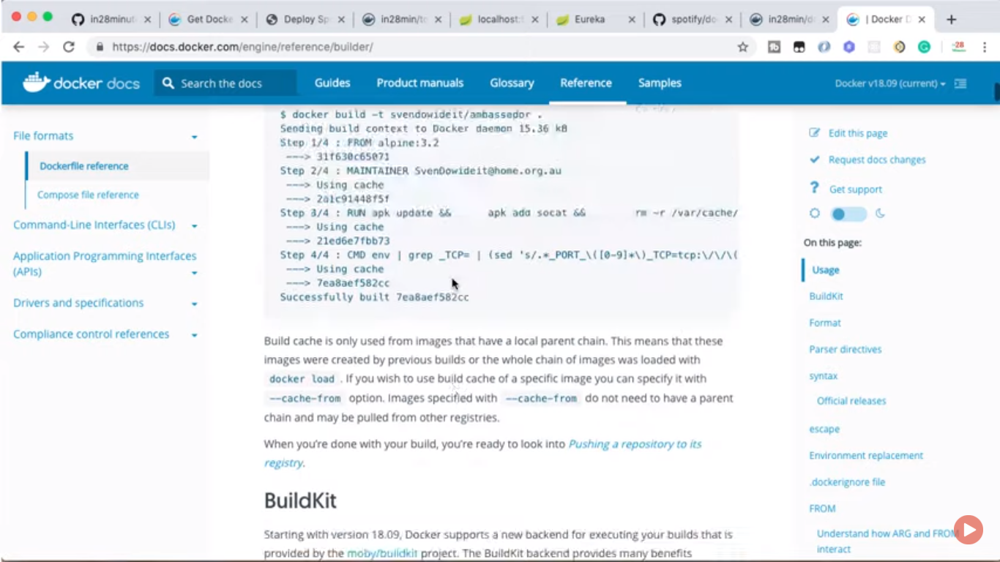 in28minut
Get Docke
Deploy Sp
in28min/to
localhost:
Eureka
spotify/do
in28min/d
| Docker D
https://docs.docker.com/engine/reference/builder/
-28
docker docs
Search the docs
Guides
Product manuals
Glossary
Reference
Samples
Docker v18.09 (current)
File formats
Dockerfile reference
Compose file reference
Command-Line Interfaces (CLIs)
Application Programming Interfaces
(APIs)
Drivers and specifications
Compliance control references
$ docker build -t svendowideit/ambassador .
Sending build context to Docker daemon 15.36 kB
Step 1/4 : FROM alpine:3.2
---> 31f630c65071
Step 2/4 : MAINTAINER SvenDowideit@home.org.au
---> Using cache
---> 2a1c91448f5f
Step 3/4 : RUN apk update && apk add socat && rm -r /var/cache/
---> Using cache
---> 21ed6e7fbb73
Step 4/4 : CMD env | grep _TCP= | (sed 's/.*_PORT_\([0-9]*\)_TCP=tcp:\/\/\(
---> Using cache
---> 7ea8aef582cc
Successfully built 7ea8aef582cc
Build cache is only used from images that have a local parent chain. This means that these
images were created by previous builds or the whole chain of images was loaded with
docker load . If you wish to use build cache of a specific image you can specify it with
--cache-from option. Images specified with --cache-from do not need to have a parent
chain and may be pulled from other registries.
When you're done with your build, you're ready to look into Pushing a repository to its
registry.
BuildKit
Starting with version 18.09, Docker supports a new backend for executing your builds that is
provided by the moby/buildkit project. The BuildKit backend provides many benefits
Edit this page
Request docs changes
Get support
On this page:
Usage
BuildKit
Format
Parser directives
syntax
Official releases
escape
Environment replacement
.dockerignore file
FROM
Understand how ARG and FROM
interact